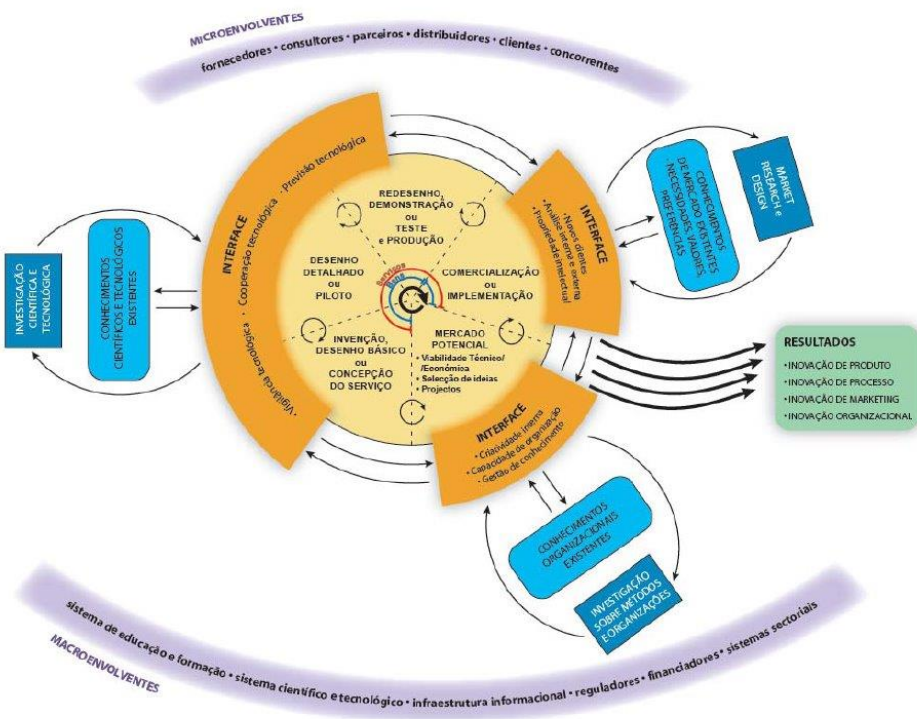 MICROENVOLVENTES
fornecedores • consultores • parceiros • distribuidores • clientes • concorrentes
INTERFACE
• Vigilância tecnológica • Cooperação tecnológica • Previsão tecnológica
INVESTIGAÇÃO
CIENTÍFICA E
TECNOLÓGICA
CONHECIMENTOS
CIENTÍFICOS E TECNOLÓGICOS
EXISTENTES
REDESENHO,
DEMONSTRAÇÃO
ou
TESTE
e PRODUÇÃO
DESENHO
DETALHADO
ou
PILOTO
Serviços
Bens
COMERCIALIZAÇÃO
ou
IMPLEMENTAÇÃO
INVENÇÃO,
DESENHO BÁSICO
ou
CONCEPÇÃO
DO SERVIÇO
MERCADO
POTENCIAL
• Viabilidade Técnico/
/Económica
• Selecção de ideias
• Projectos
INTERFACE
• Novos clientes
• Análise interna e externa
• Propriedade intelectual
CONHECIMENTOS
DE MERCADO EXISTENTES
- NECESSIDADES, VALORES,
PREFERÊNCIAS
MARKET
RESEARCH e
DESIGN
RESULTADOS
• INOVAÇÃO DE PRODUTO
• INOVAÇÃO DE PROCESSO
• INOVAÇÃO DE MARKETING
• INOVAÇÃO ORGANIZACIONAL
INTERFACE
• Criatividade interna
• Capacidade de organização
• Gestão de conhecimento
CONHECIMENTOS
ORGANIZACIONAIS
EXISTENTES
INVESTIGAÇÃO
SOBRE MÉTODOS
E ORGANIZAÇÕES
sistema de educação e formação • sistema científico e tecnológico • infraestrutura informacional • reguladores • financiadores • sistemas sectoriais
MACROENVOLVENTES